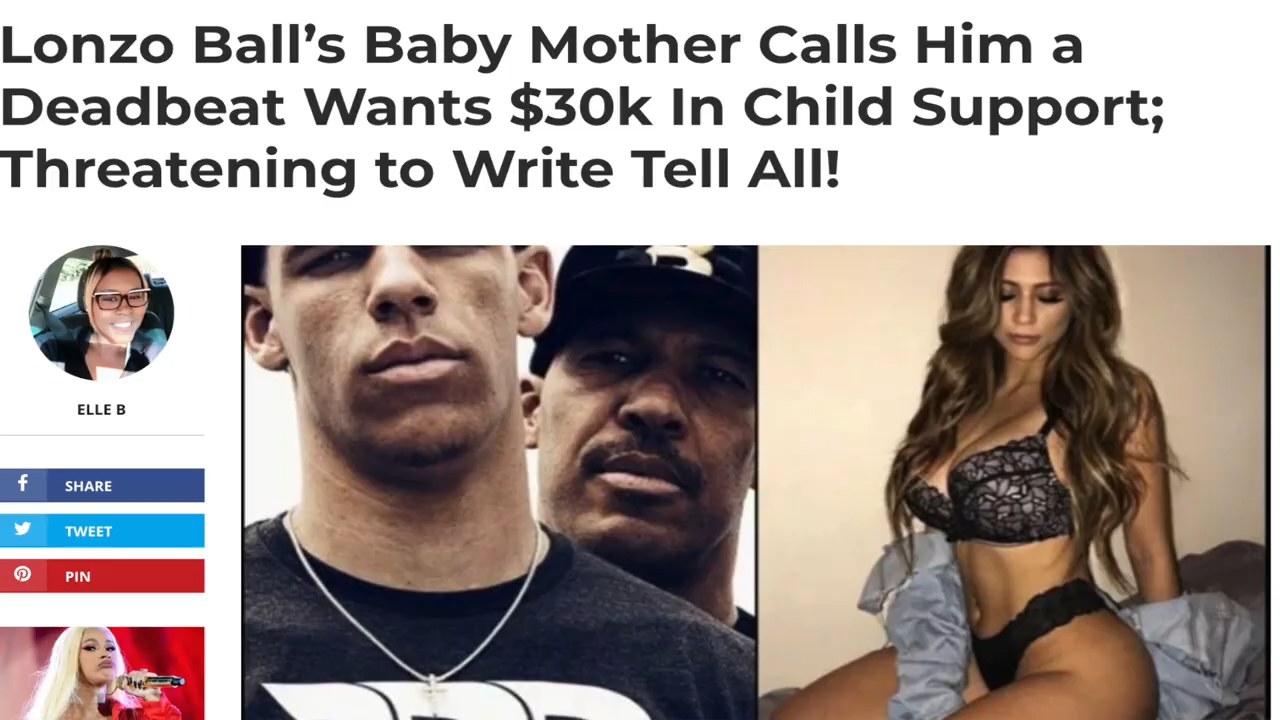 Lonzo Ball’s Baby Mother Calls Him a
Deadbeat Wants $30k In Child Support;
Threatening to Write Tell All!
B
ELLE B
SHARE
TWEET
PIN
BBB